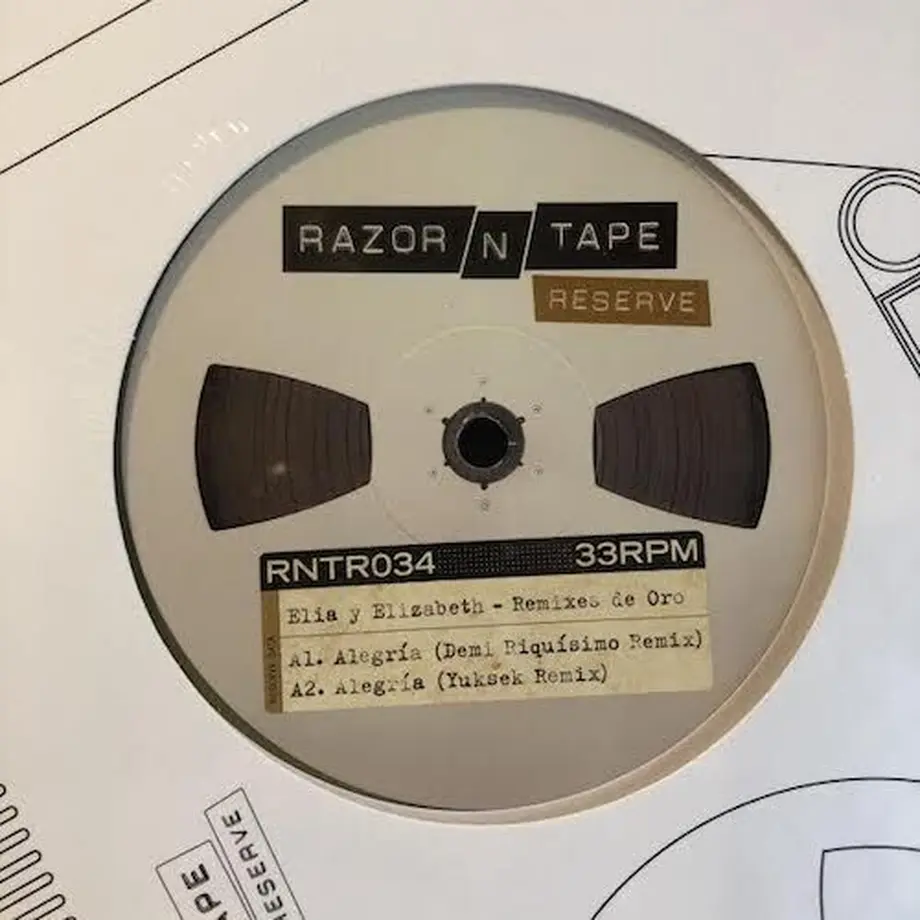 RAZOR N TAPE
RESERVE
RNTR034 33RPM
Elia y Elizabeth - Remixes de Oro
A1. Alegría (Demi Riquísimo Remix)
A2. Alegría (Yuksek Remix)
RESERVE
APE